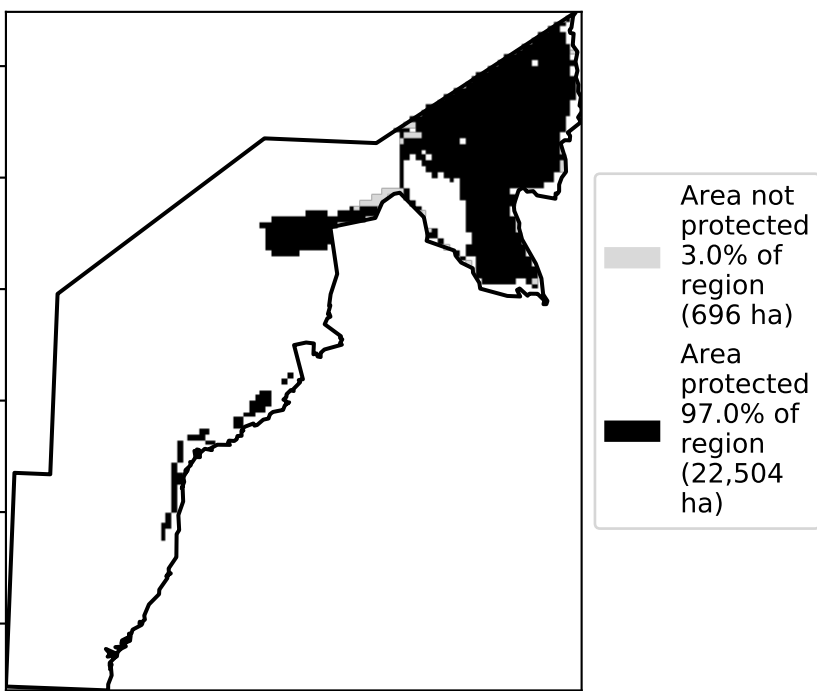 Area not
protected
3.0% of
region
(696 ha)
Area
protected
97.0% of
region
(22,504
ha)